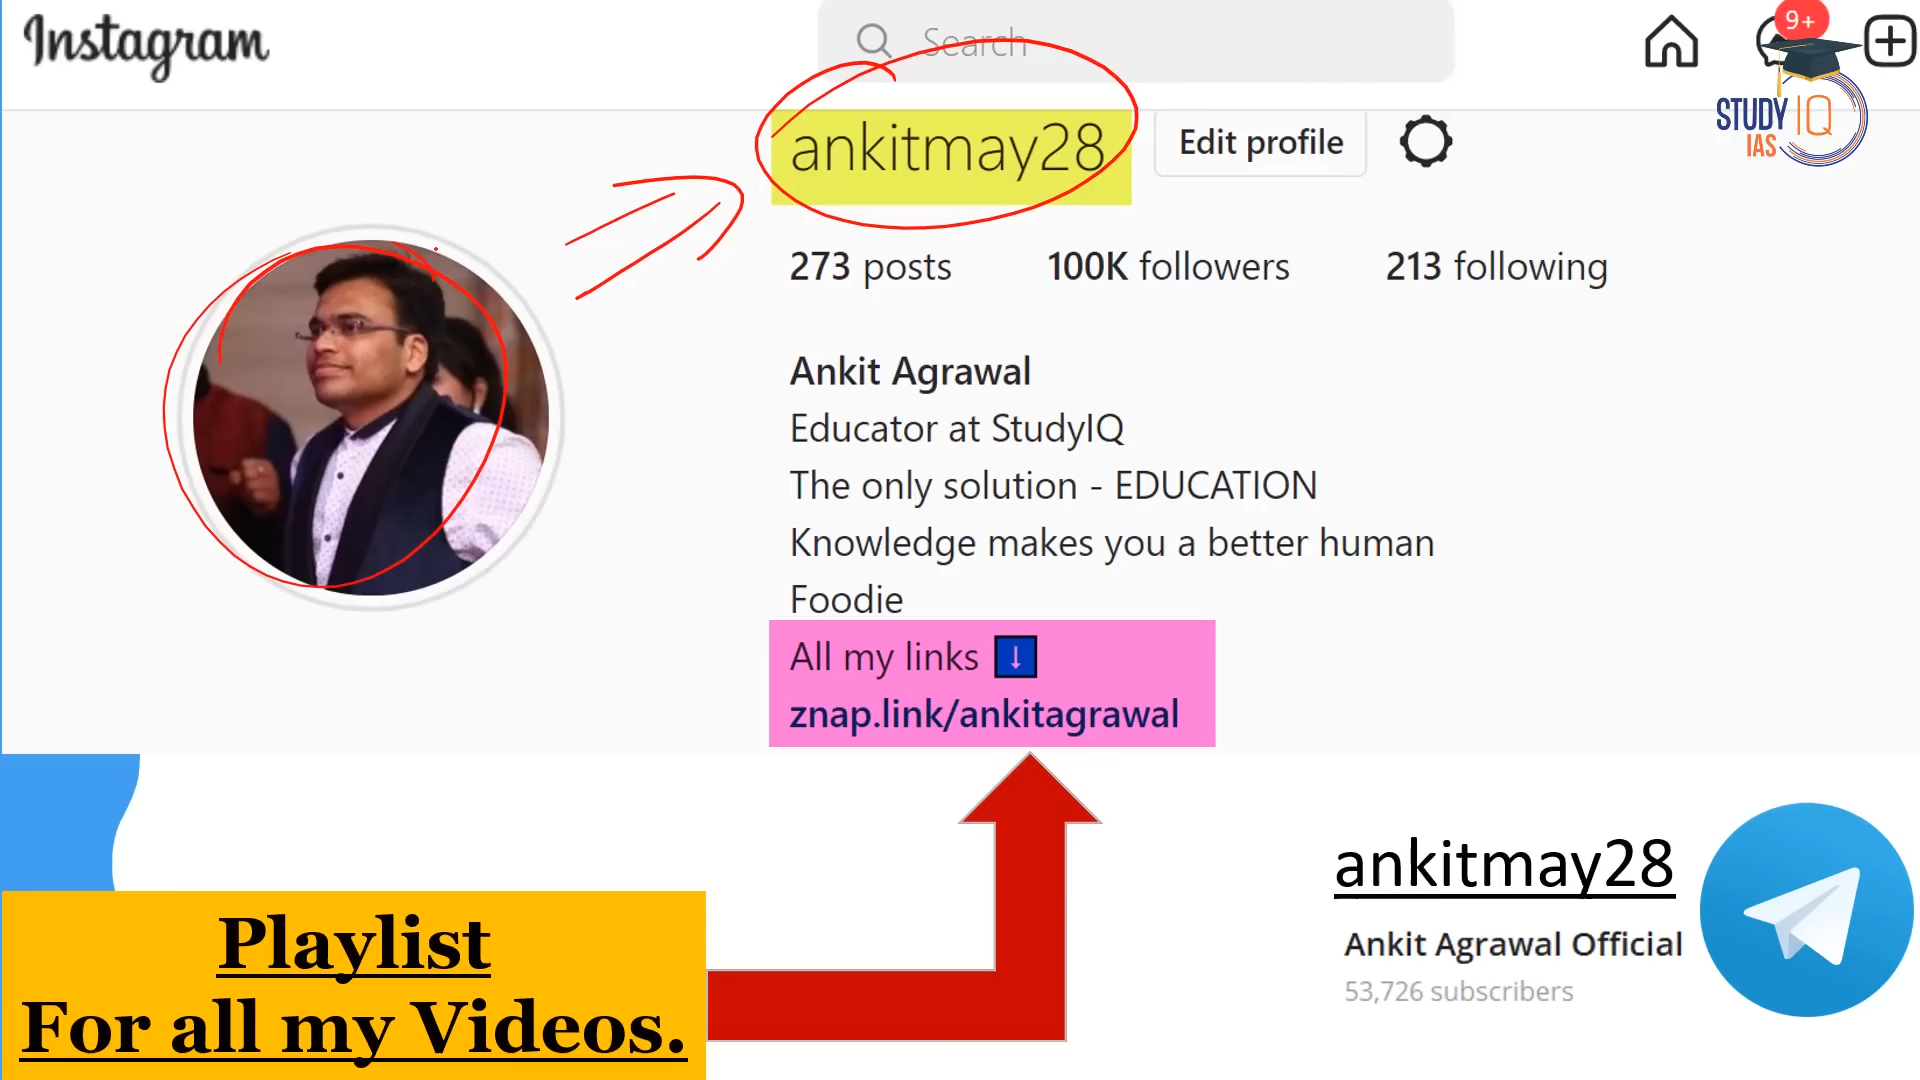 Instagram
Search
9+
STUDY IQ
IAS
ankitmay28
Edit profile
273 posts 100K followers 213 following
Ankit Agrawal
Educator at StudyIQ
The only solution - EDUCATION
Knowledge makes you a better human
Foodie
All my links ↓
znap.link/ankitagrawal
ankitmay28
Ankit Agrawal Official
53,726 subscribers
Playlist
For all my Videos.